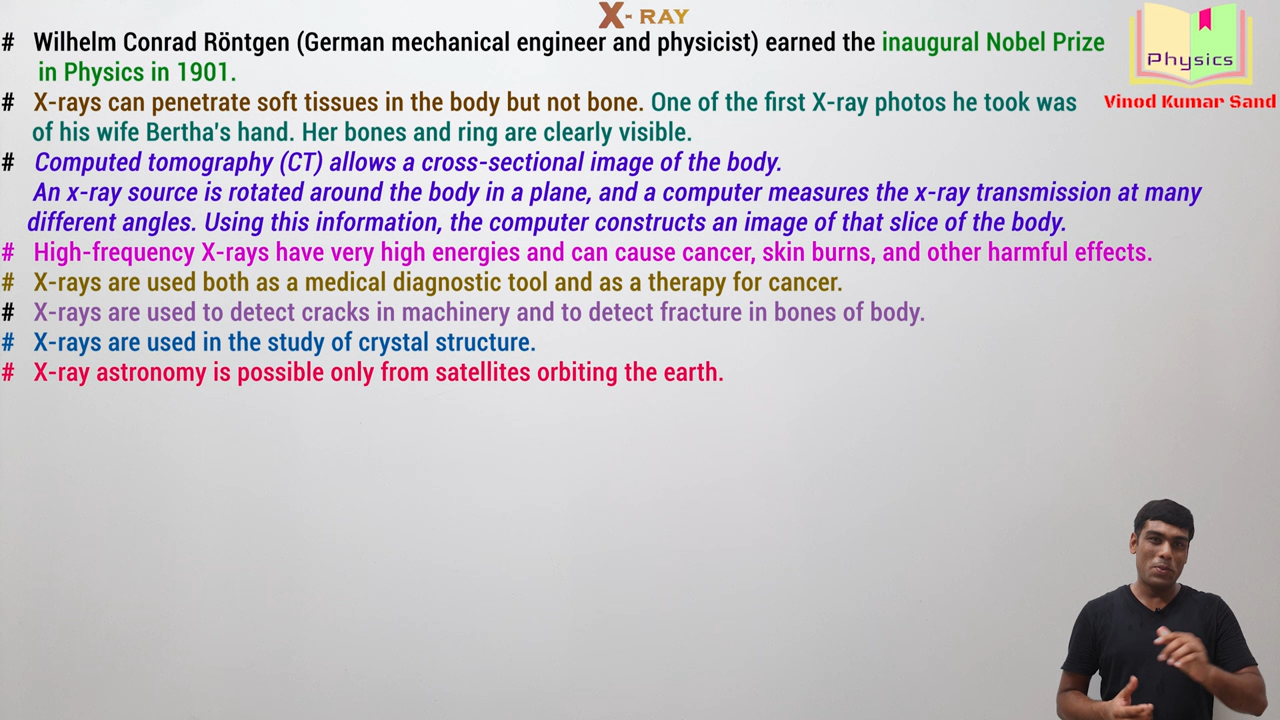 X-RAY
# Wilhelm Conrad Röntgen (German mechanical engineer and physicist) earned the inaugural Nobel Prize
in Physics in 1901.
# X-rays can penetrate soft tissues in the body but not bone. One of the first X-ray photos he took was
of his wife Bertha's hand. Her bones and ring are clearly visible.
# Computed tomography (CT) allows a cross-sectional image of the body.
An x-ray source is rotated around the body in a plane, and a computer measures the x-ray transmission at many
different angles. Using this information, the computer constructs an image of that slice of the body.
# High-frequency X-rays have very high energies and can cause cancer, skin burns, and other harmful effects.
# X-rays are used both as a medical diagnostic tool and as a therapy for cancer.
# X-rays are used to detect cracks in machinery and to detect fracture in bones of body.
# X-rays are used in the study of crystal structure.
# X-ray astronomy is possible only from satellites orbiting the earth.
Physics
Vinod Kumar Sand